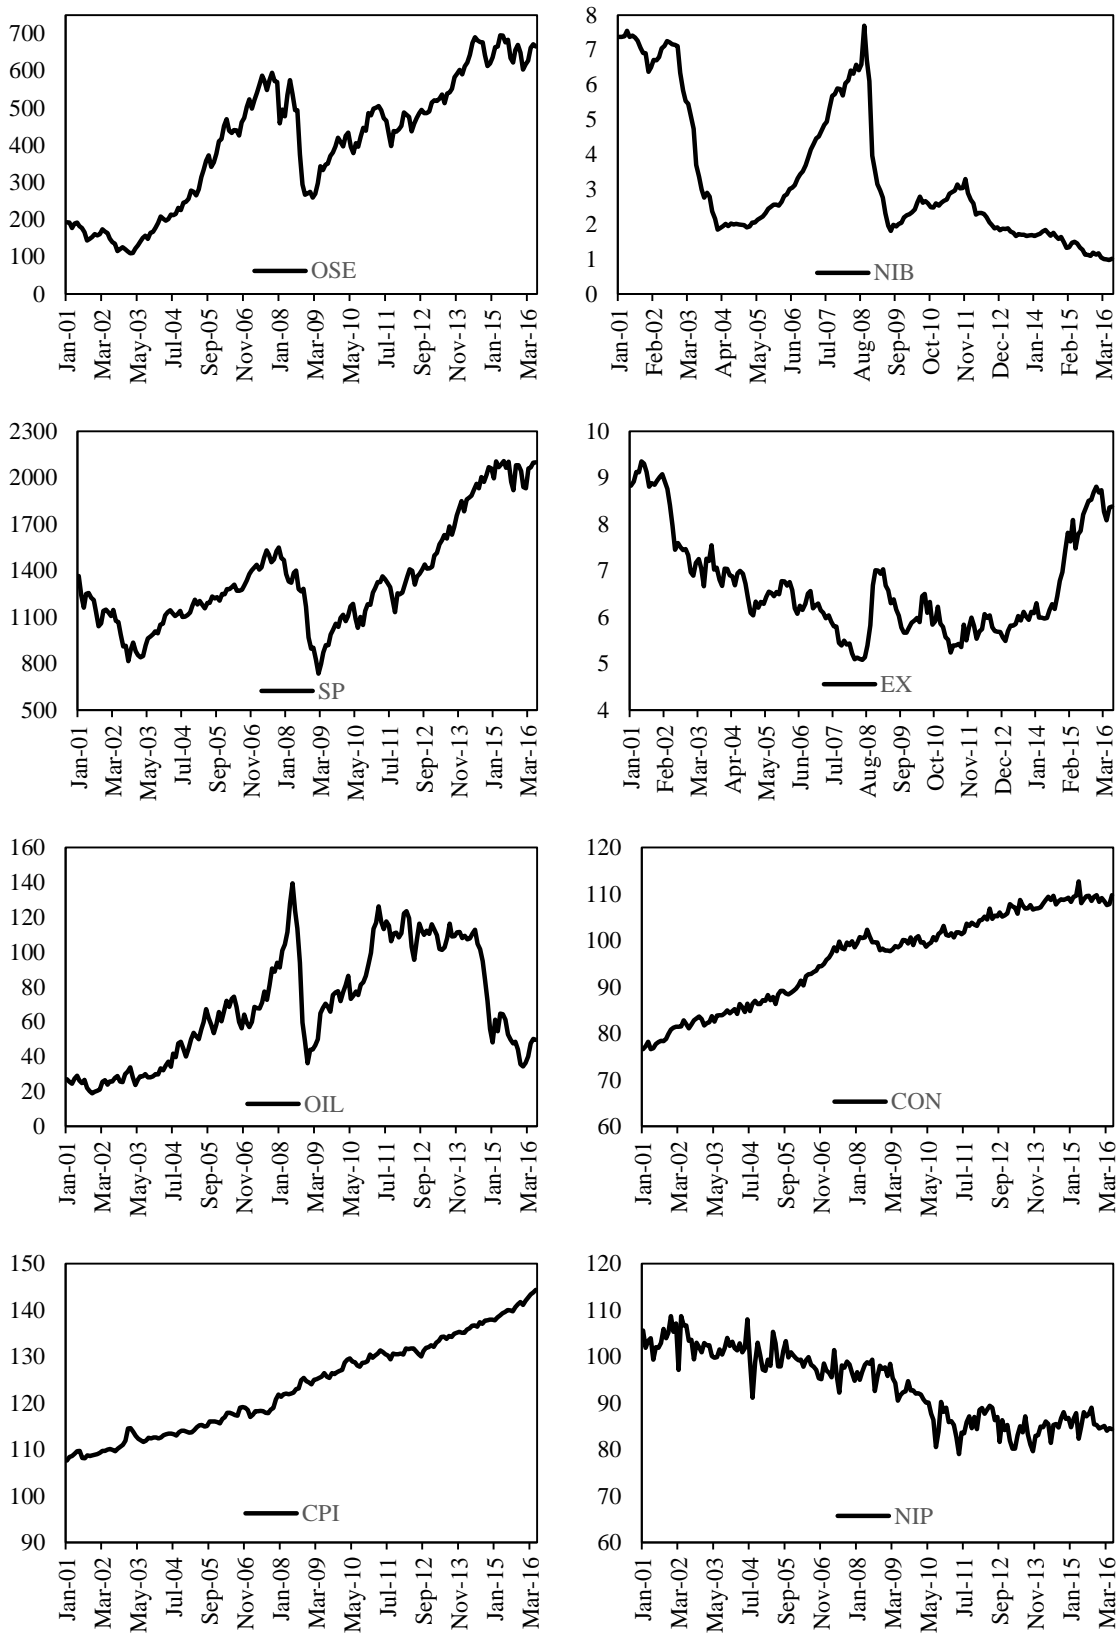 700
600
500
400
300
200
100
0
OSE
Jan-01
Mar-02
May-03
Jul-04
Sep-05
Nov-06
Jan-08
Mar-09
May-10
Jul-11
Sep-12
Nov-13
Jan-15
Mar-16
8
7
6
5
4
3
2
1
0
NIB
Jan-01
Feb-02
Mar-03
Apr-04
May-05
Jun-06
Jul-07
Aug-08
Sep-09
Oct-10
Nov-11
Dec-12
Jan-14
Feb-15
Mar-16
2300
2000
1700
1400
1100
800
500
SP
Jan-01
Mar-02
May-03
Jul-04
Sep-05
Nov-06
Jan-08
Mar-09
May-10
Jul-11
Sep-12
Nov-13
Jan-15
Mar-16
10
9
8
7
6
5
4
EX
Jan-01
Feb-02
Mar-03
Apr-04
May-05
Jun-06
Jul-07
Aug-08
Sep-09
Oct-10
Nov-11
Dec-12
Jan-14
Feb-15
Mar-16
160
140
120
100
80
60
40
20
0
OIL
Jan-01
Mar-02
May-03
Jul-04
Sep-05
Nov-06
Jan-08
Mar-09
May-10
Jul-11
Sep-12
Nov-13
Jan-15
Mar-16
120
110
100
90
80
70
60
CON
Jan-01
Mar-02
May-03
Jul-04
Sep-05
Nov-06
Jan-08
Mar-09
May-10
Jul-11
Sep-12
Nov-13
Jan-15
Mar-16
150
140
130
120
110
100
90
CPI
Jan-01
Mar-02
May-03
Jul-04
Sep-05
Nov-06
Jan-08
Mar-09
May-10
Jul-11
Sep-12
Nov-13
Jan-15
Mar-16
120
110
100
90
80
70
60
NIP
Jan-01
Mar-02
May-03
Jul-04
Sep-05
Nov-06
Jan-08
Mar-09
May-10
Jul-11
Sep-12
Nov-13
Jan-15
Mar-16